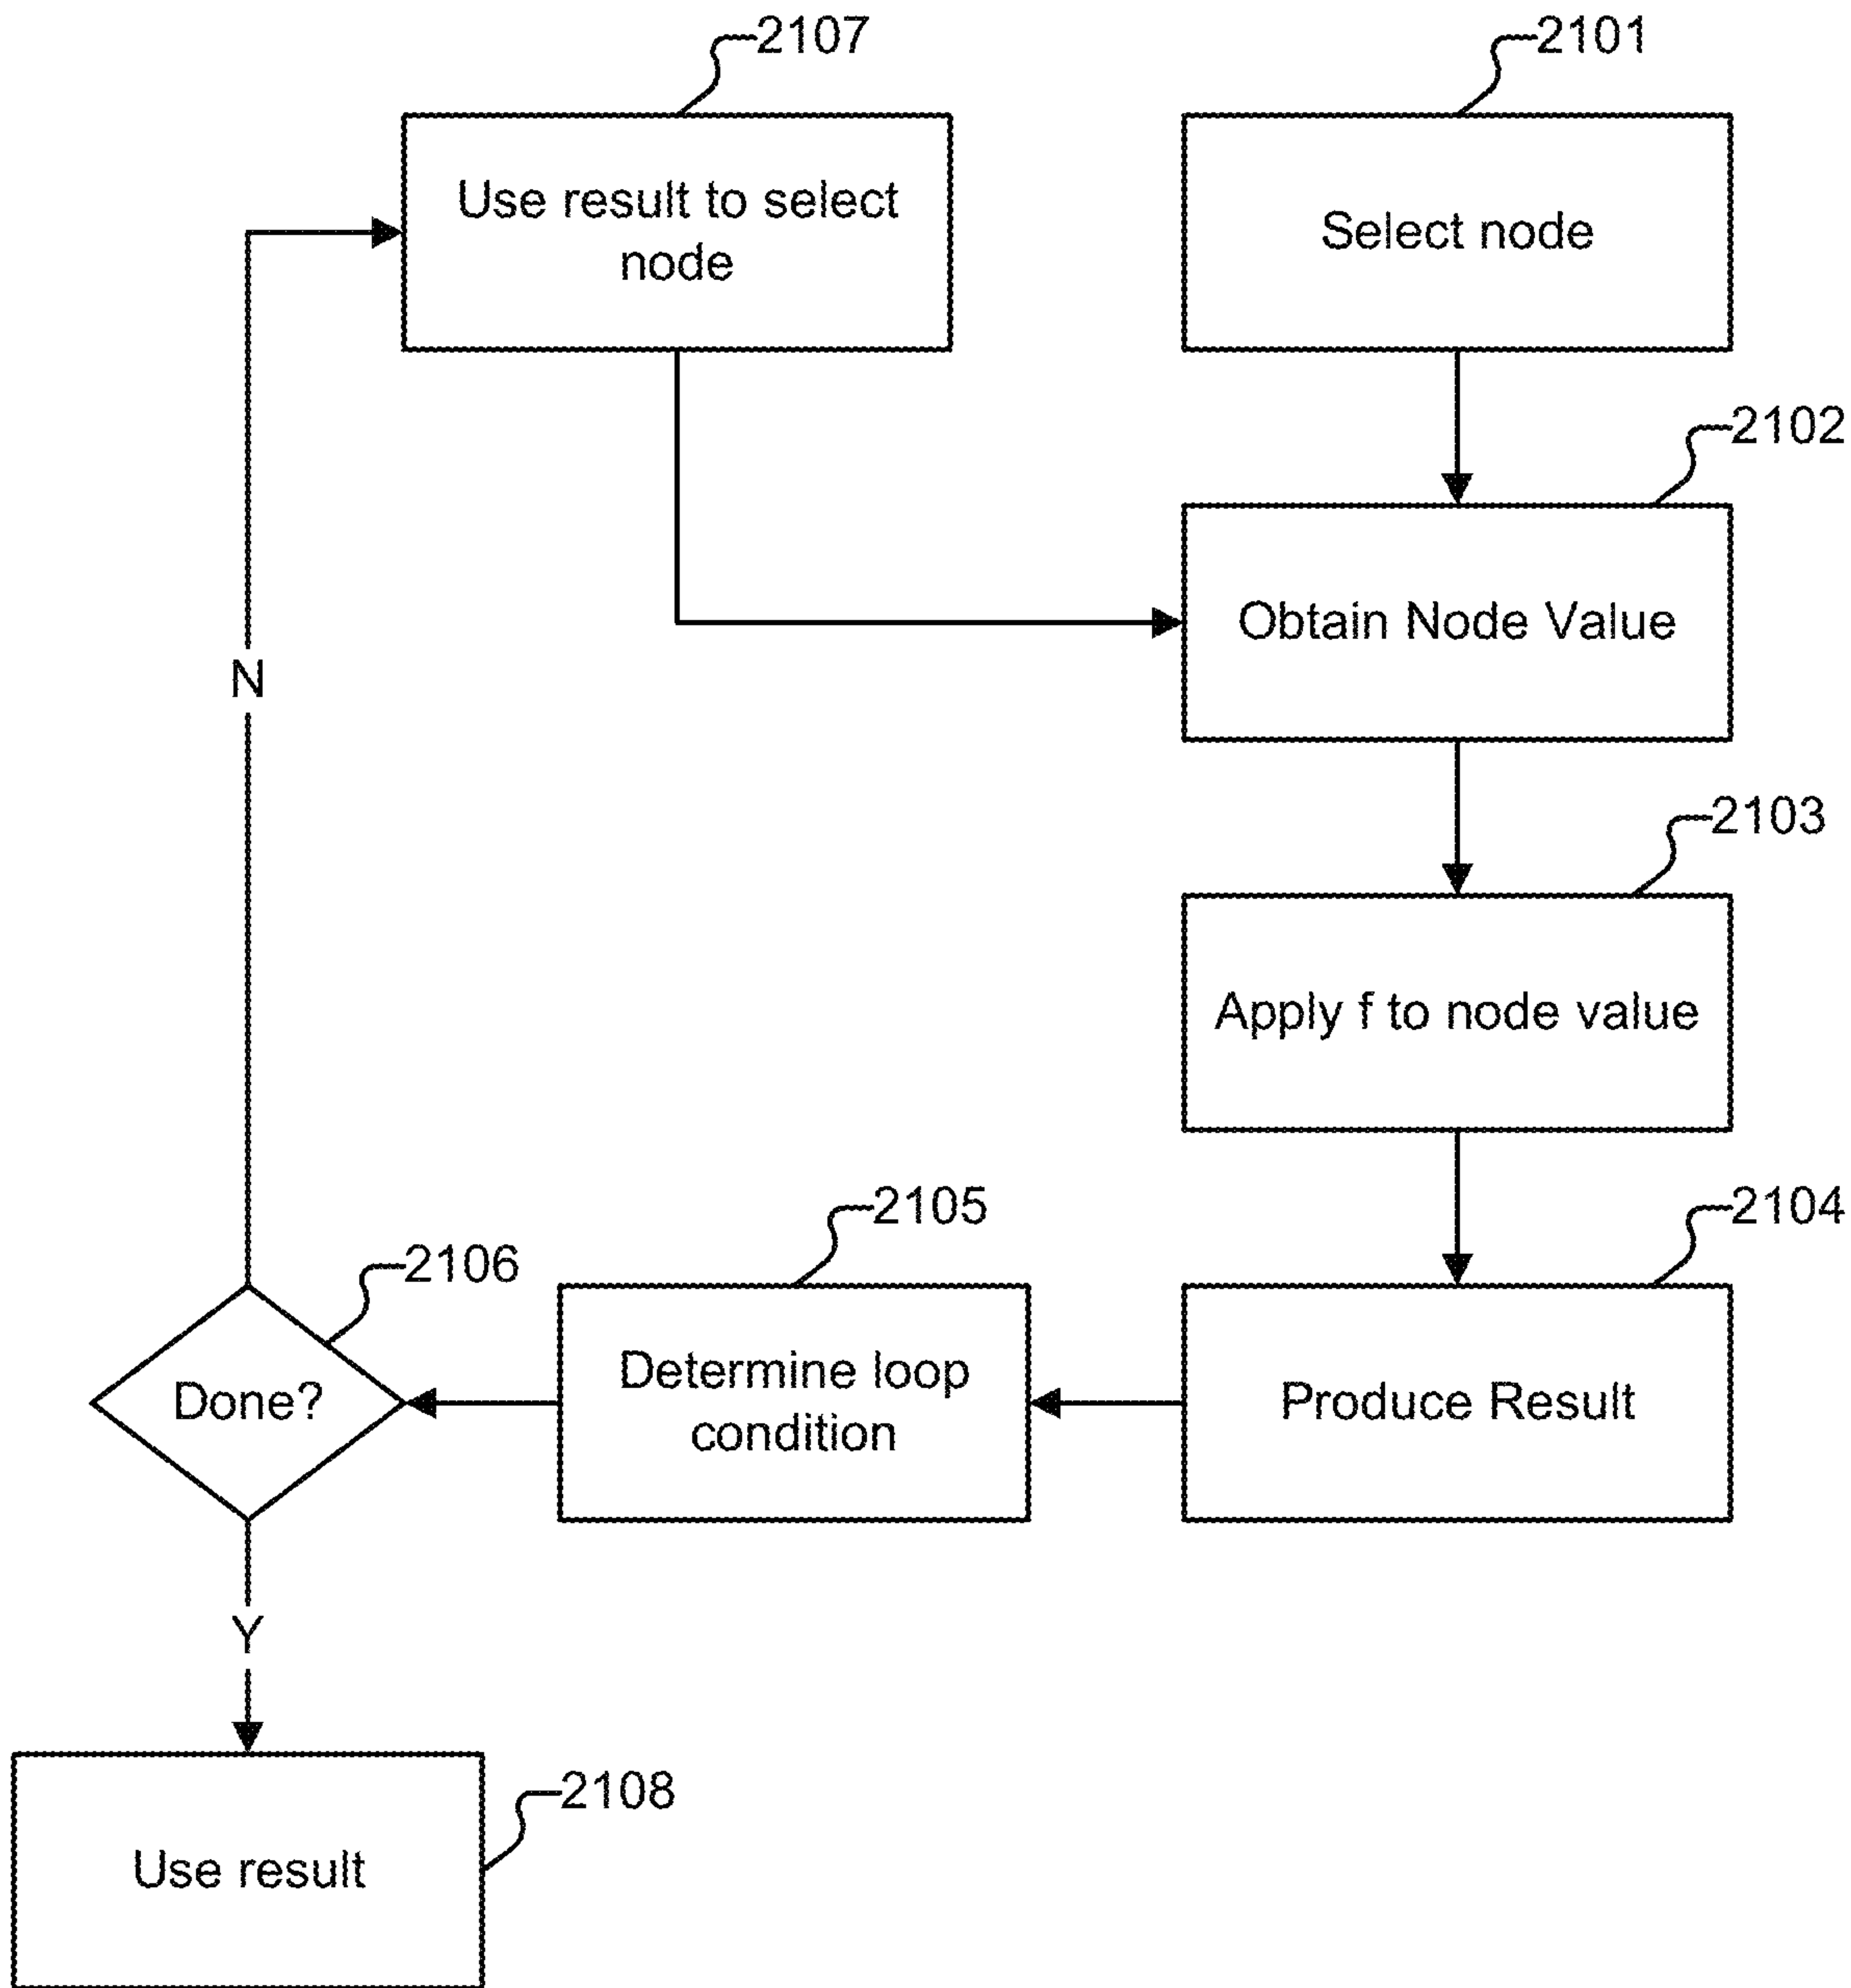 2107
2101
Use result to select
node
Select node
2102
Obtain Node Value
N
2103
Apply f to node value
2105
2104
2106
Determine loop
condition
Done?
Produce Result
Y
2108
Use result